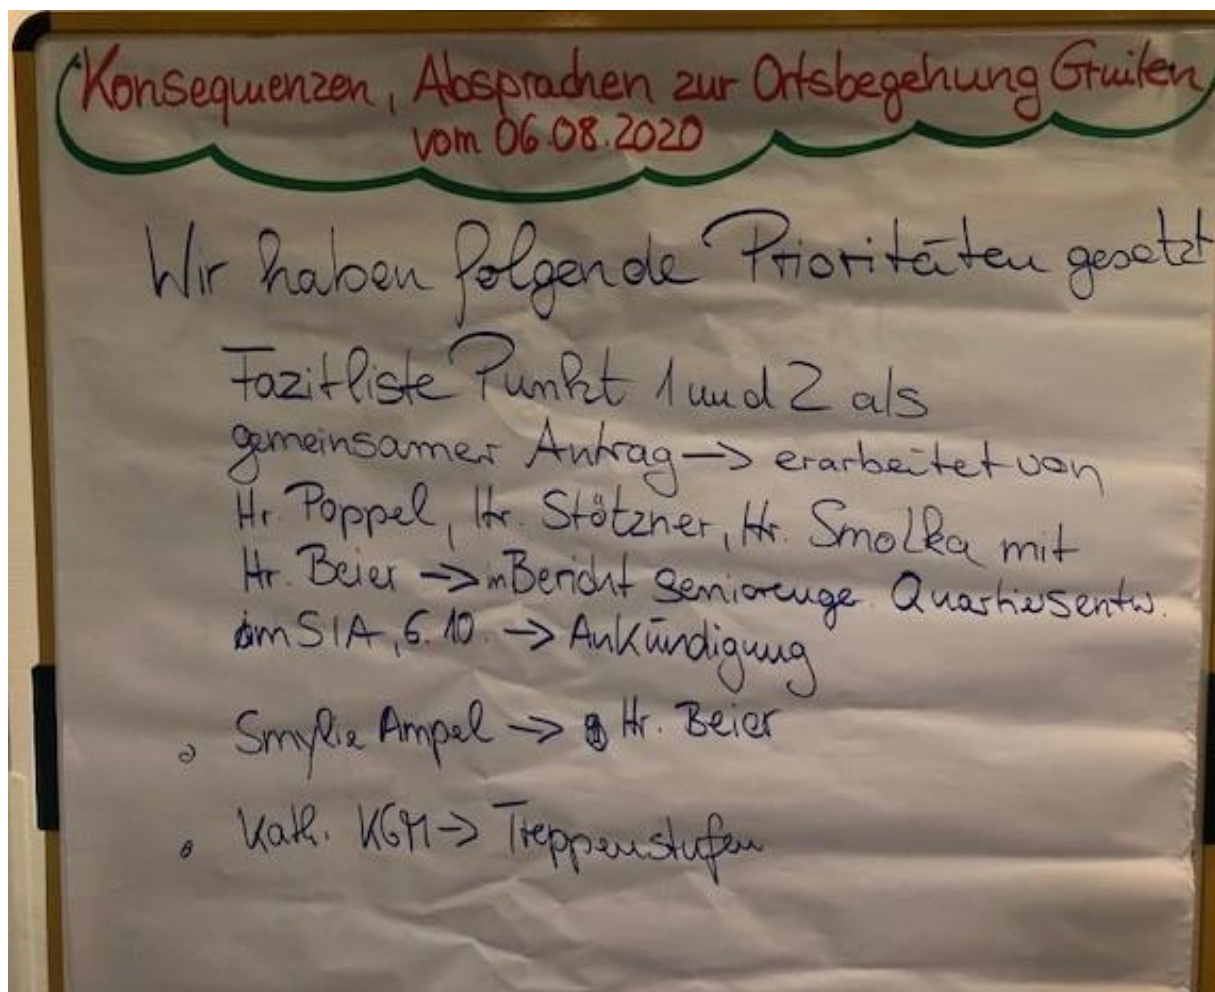 Konsequenzen, Absprachen zur Ortsbegehung Gruiten
vom 06.08.2020
Wir haben folgende Prioritäten gesetzt
Fazitliste Punkt 1 und 2 als
gemeinsamer Antrag -> erarbeitet von
Hr. Poppel, Hr. Stötzner, Hr. Smolka mit
Hr. Beier -> in Bericht seniorenge. Quartiersentw.
im SIA, 6.10. -> Ankündigung
Smylie Ampel -> Hr. Beier
Kath. KGM -> Treppenstufen